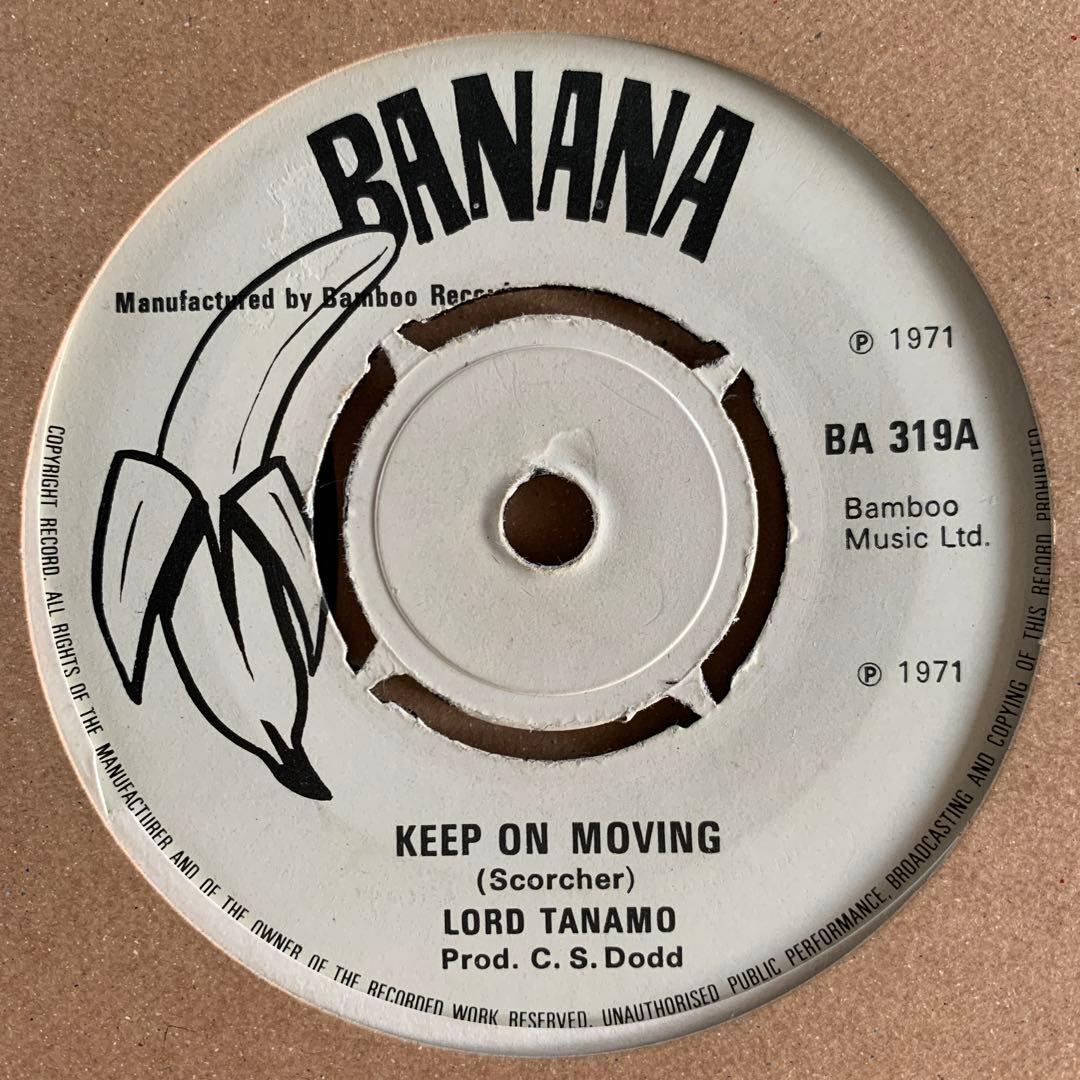 BANANA
Manufactured by Bamboo
℗ 1971
BA 319A
Bamboo
Music Ltd.
℗ 1971
KEEP ON MOVING
(Scorcher)
LORD TANAMO
Prod. C. S. Dodd
COPYRIGHT RECORD. ALL RIGHTS OF THE MANUFACTURER AND OF THE OWNER OF THE RECORDED WORK RESERVED. UNAUTHORISED PUBLIC PERFORMANCE, BROADCASTING AND COPYING OF THIS RECORD PROHIBITED